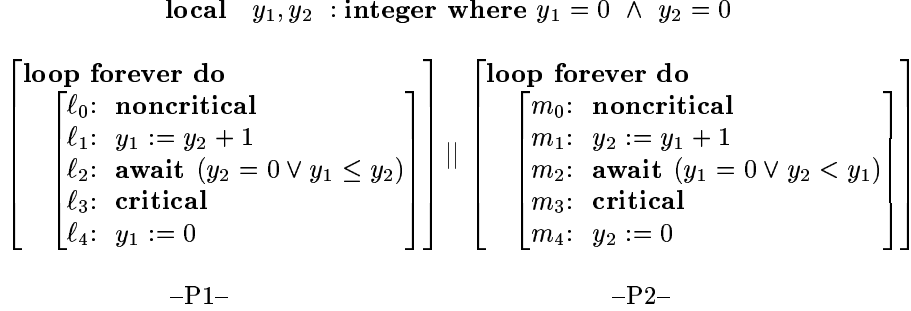 local y₁, y₂ : integer where y₁ = 0 ∧ y₂ = 0
loop forever do
ℓ₀: noncritical
ℓ₁: y₁ := y₂ + 1
ℓ₂: await (y₂ = 0 ∨ y₁ ≤ y₂)
ℓ₃: critical
ℓ₄: y₁ := 0
||
loop forever do
m₀: noncritical
m₁: y₂ := y₁ + 1
m₂: await (y₁ = 0 ∨ y₂ < y₁)
m₃: critical
m₄: y₂ := 0
–P1–
–P2–